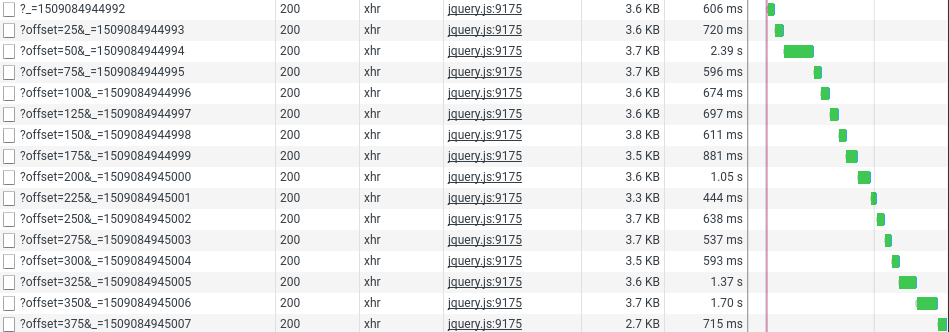 ?_=1509084944992 200 xhr jquery.js:9175 3.6 KB 606 ms
?offset=25&_=1509084944993 200 xhr jquery.js:9175 3.6 KB 720 ms
?offset=50&_=1509084944994 200 xhr jquery.js:9175 3.7 KB 2.39 s
?offset=75&_=1509084944995 200 xhr jquery.js:9175 3.7 KB 596 ms
?offset=100&_=1509084944996 200 xhr jquery.js:9175 3.6 KB 674 ms
?offset=125&_=1509084944997 200 xhr jquery.js:9175 3.6 KB 697 ms
?offset=150&_=1509084944998 200 xhr jquery.js:9175 3.8 KB 611 ms
?offset=175&_=1509084944999 200 xhr jquery.js:9175 3.5 KB 881 ms
?offset=200&_=1509084945000 200 xhr jquery.js:9175 3.6 KB 1.05 s
?offset=225&_=1509084945001 200 xhr jquery.js:9175 3.3 KB 444 ms
?offset=250&_=1509084945002 200 xhr jquery.js:9175 3.7 KB 638 ms
?offset=275&_=1509084945003 200 xhr jquery.js:9175 3.7 KB 537 ms
?offset=300&_=1509084945004 200 xhr jquery.js:9175 3.5 KB 593 ms
?offset=325&_=1509084945005 200 xhr jquery.js:9175 3.6 KB 1.37 s
?offset=350&_=1509084945006 200 xhr jquery.js:9175 3.7 KB 1.70 s
?offset=375&_=1509084945007 200 xhr jquery.js:9175 2.7 KB 715 ms